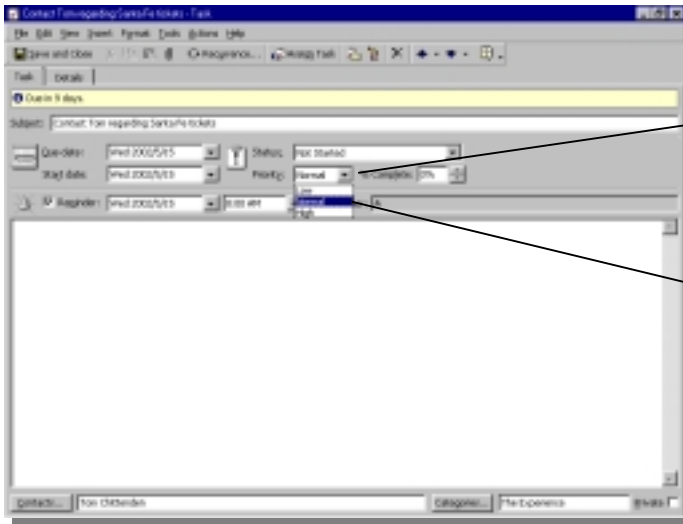 Contact Tom regarding Santa Fe tickets - Task
File Edit View Insert Format Tools Actions Help
Save and Close Recurrence... Assign Task
Task Details
Due in 9 days.
Subject: Contact Tom regarding Santa Fe tickets
Due date: Wed 2002/5/15 Status: Not Started
Start date: Wed 2002/5/15 Priority: Normal % Complete: 0%
Low
Reminder: Wed 2002/5/15 8:00 AM Normal
High
Contacts... Tom Chittenden Categories... The Experience Private